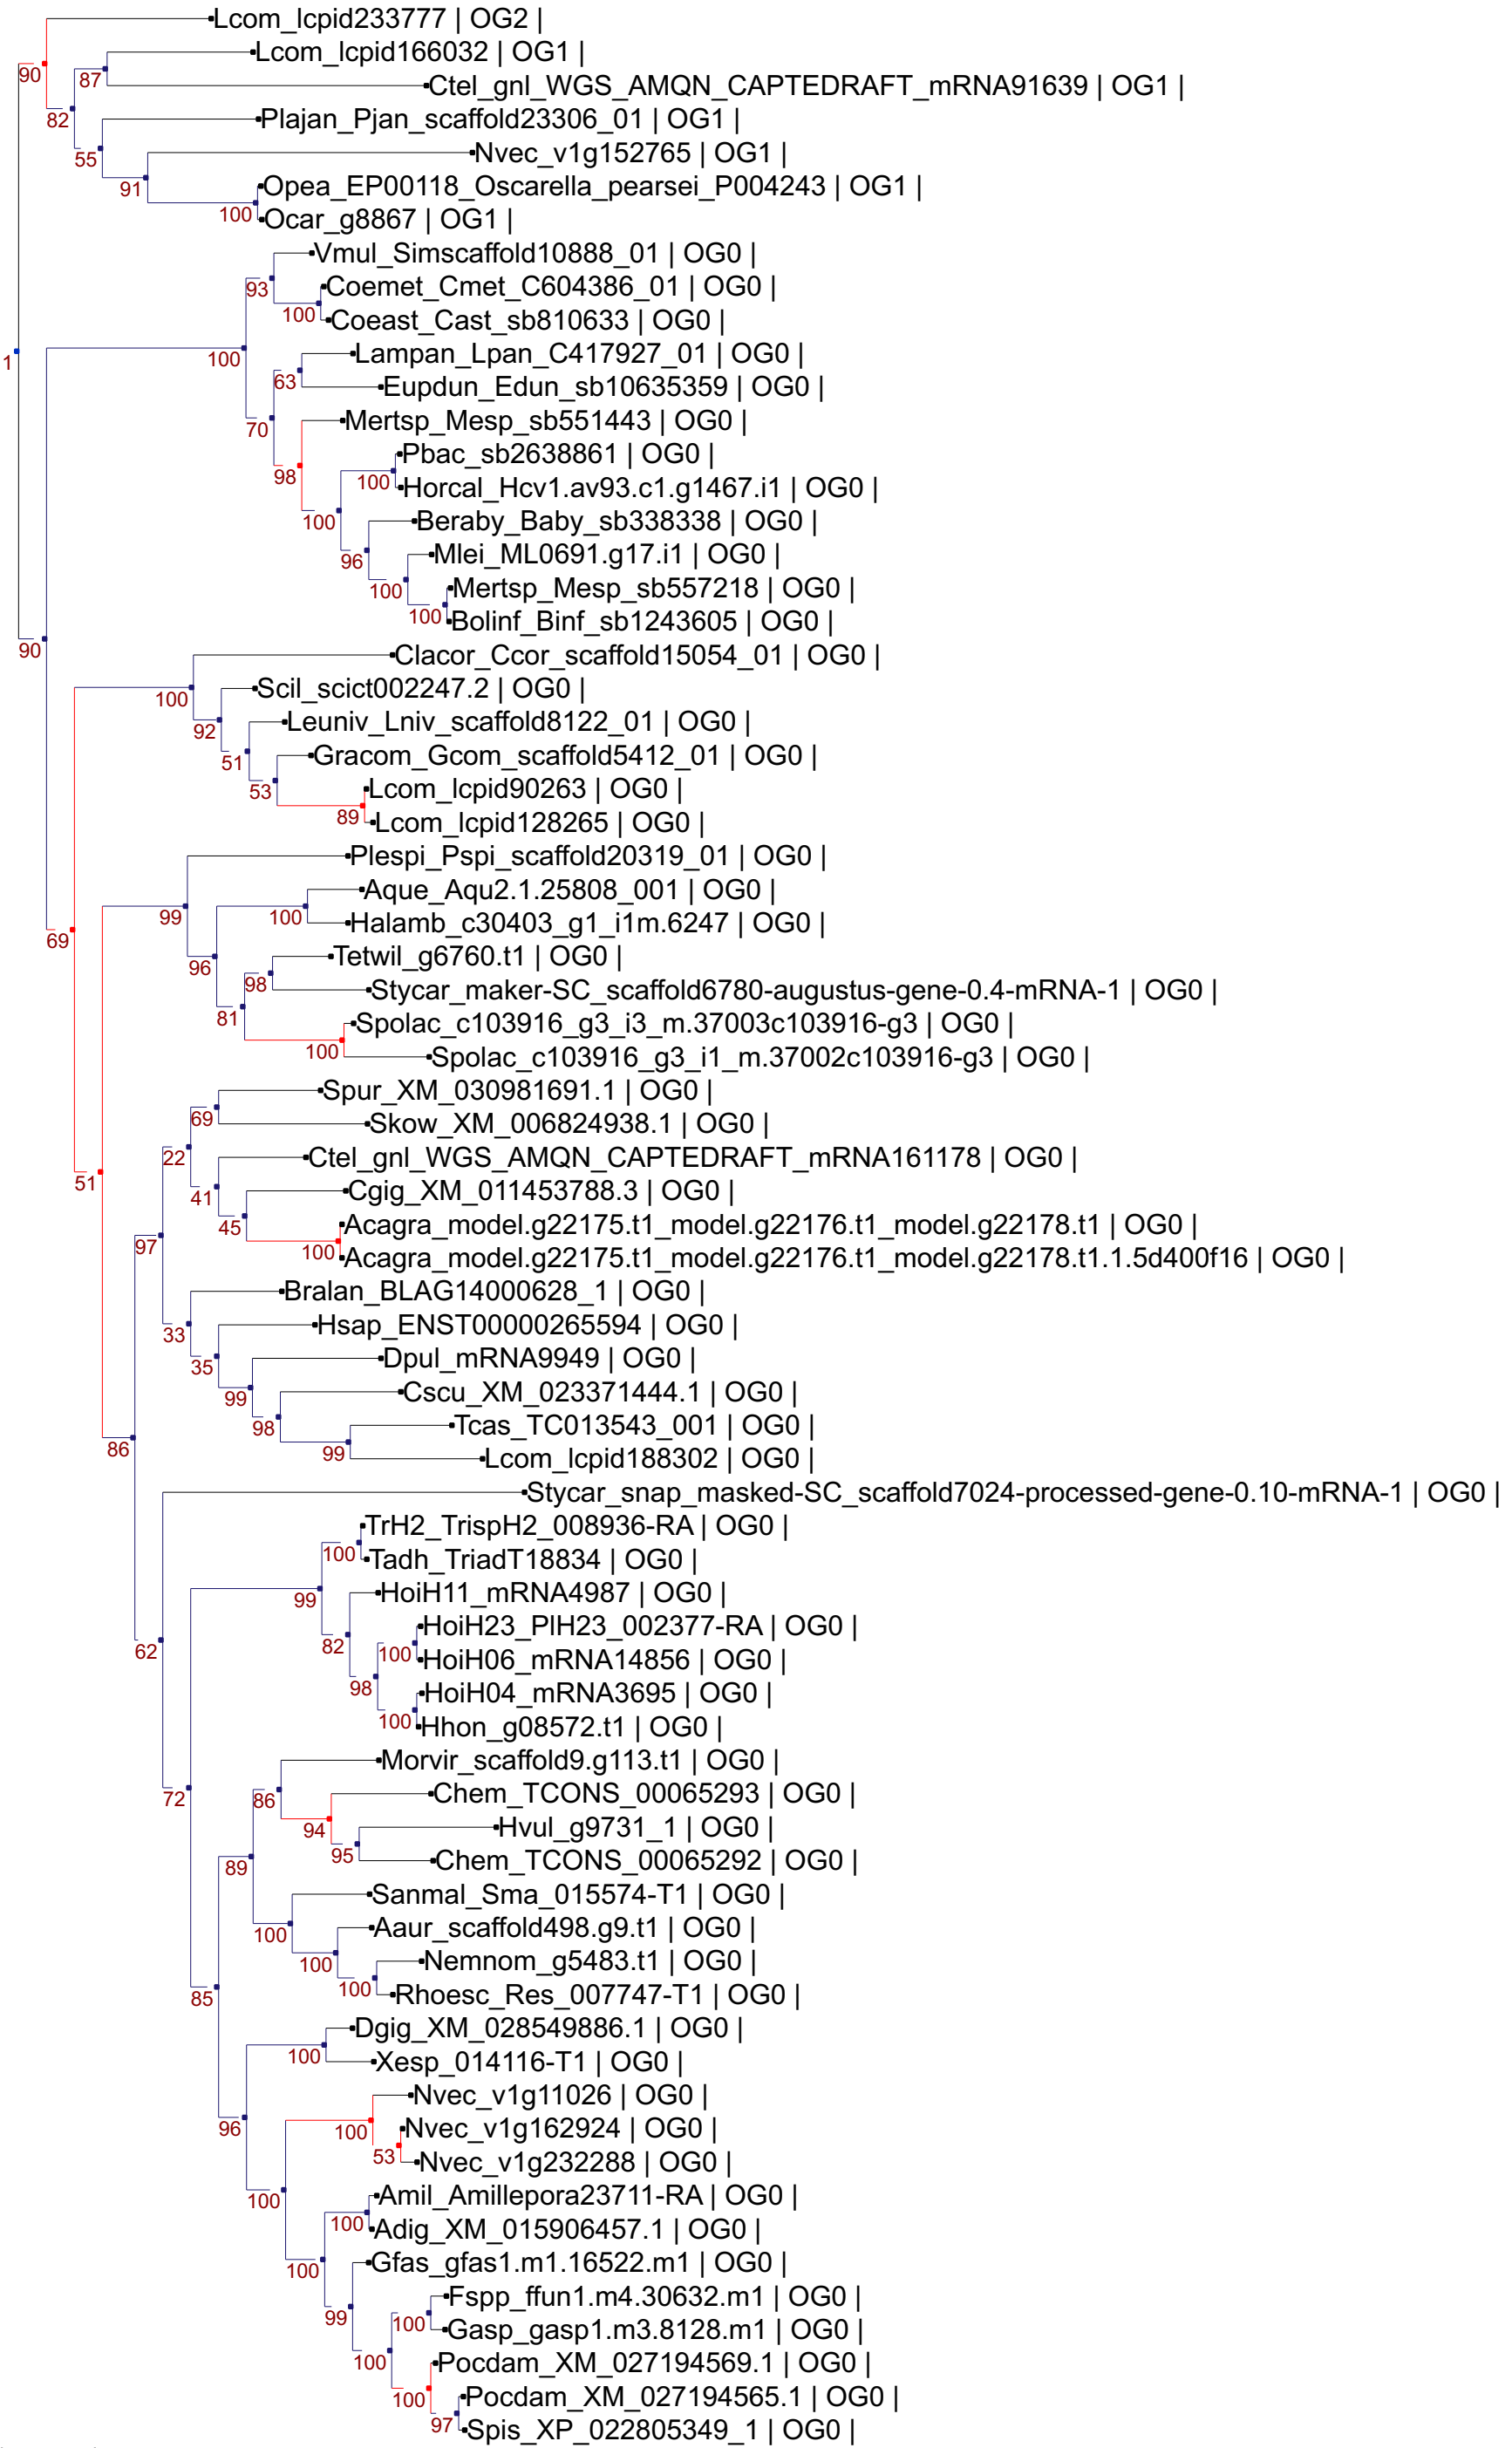 Lcom_lcpid233777 | OG2 |
Lcom_lcpid166032 | OG1 |
90
87
Ctel_gnl_WGS_AMQN_CAPTEDRAFT_mRNA91639 | OG1 |
82
Plajan_Pjan_scaffold23306_01 | OG1 |
55
Nvec_v1g152765 | OG1 |
91
Opea_EP00118_Oscarella_pearsei_P004243 | OG1 |
100
Ocar_g8867 | OG1 |
Vmul_Simscaffold10888_01 | OG0 |
93
Coemet_Cmet_C604386_01 | OG0 |
100
Coeast_Cast_sb810633 | OG0 |
1
100
Lampan_Lpan_C417927_01 | OG0 |
63
Eupdun_Edun_sb10635359 | OG0 |
70
Mertsp_Mesp_sb551443 | OG0 |
Pbac_sb2638861 | OG0 |
98
100
Horcal_Hcv1.av93.c1.g1467.i1 | OG0 |
100
Beraby_Baby_sb338338 | OG0 |
96
Mlei_ML0691.g17.i1 | OG0 |
100
Mertsp_Mesp_sb557218 | OG0 |
100
Bolinf_Binf_sb1243605 | OG0 |
90
Clacor_Ccor_scaffold15054_01 | OG0 |
100
Scil_scict002247.2 | OG0 |
92
Leuniv_Lniv_scaffold8122_01 | OG0 |
51
Gracom_Gcom_scaffold5412_01 | OG0 |
53
Lcom_lcpid90263 | OG0 |
89
Lcom_lcpid128265 | OG0 |
Plespi_Pspi_scaffold20319_01 | OG0 |
Aque_Aqu2.1.25808_001 | OG0 |
99
100
Halamb_c30403_g1_i1m.6247 | OG0 |
69
Tetwil_g6760.t1 | OG0 |
96
98
Stycar_maker-SC_scaffold6780-augustus-gene-0.4-mRNA-1 | OG0 |
81
Spolac_c103916_g3_i3_m.37003c103916-g3 | OG0 |
100
Spolac_c103916_g3_i1_m.37002c103916-g3 | OG0 |
Spur_XM_030981691.1 | OG0 |
69
Skow_XM_006824938.1 | OG0 |
22
Ctel_gnl_WGS_AMQN_CAPTEDRAFT_mRNA161178 | OG0 |
51
41
Cgig_XM_011453788.3 | OG0 |
45
Acagra_model.g22175.t1_model.g22176.t1_model.g22178.t1 | OG0 |
97
100
Acagra_model.g22175.t1_model.g22176.t1_model.g22178.t1.1.5d400f16 | OG0 |
Bralan_BLAG14000628_1 | OG0 |
33
Hsap_ENST00000265594 | OG0 |
35
Dpul_mRNA9949 | OG0 |
99
Cscu_XM_023371444.1 | OG0 |
98
Tcas_TC013543_001 | OG0 |
86
99
Lcom_lcpid188302 | OG0 |
Stycar_snap_masked-SC_scaffold7024-processed-gene-0.10-mRNA-1 | OG0 |
TrH2_TrispH2_008936-RA | OG0 |
100
Tadh_TriadT18834 | OG0 |
99
HoiH11_mRNA4987 | OG0 |
HoiH23_PlH23_002377-RA | OG0 |
82
62
100
HoiH06_mRNA14856 | OG0 |
98
HoiH04_mRNA3695 | OG0 |
100
Hhon_g08572.t1 | OG0 |
Morvir_scaffold9.g113.t1 | OG0 |
72
86
Chem_TCONS_00065293 | OG0 |
94
Hvul_g9731_1 | OG0 |
95
Chem_TCONS_00065292 | OG0 |
89
Sanmal_Sma_015574-T1 | OG0 |
100
Aaur_scaffold498.g9.t1 | OG0 |
100
Nemnom_g5483.t1 | OG0 |
100
Rhoesc_Res_007747-T1 | OG0 |
85
Dgig_XM_028549886.1 | OG0 |
100
Xesp_014116-T1 | OG0 |
Nvec_v1g11026 | OG0 |
96
100
Nvec_v1g162924 | OG0 |
53
Nvec_v1g232288 | OG0 |
100
Amil_Amillepora23711-RA | OG0 |
100
Adig_XM_015906457.1 | OG0 |
100
Gfas_gfas1.m1.16522.m1 | OG0 |
Fspp_ffun1.m4.30632.m1 | OG0 |
99
100
Gasp_gasp1.m3.8128.m1 | OG0 |
100
Pocdam_XM_027194569.1 | OG0 |
100
Pocdam_XM_027194565.1 | OG0 |
97
Spis_XP_022805349_1 | OG0 |